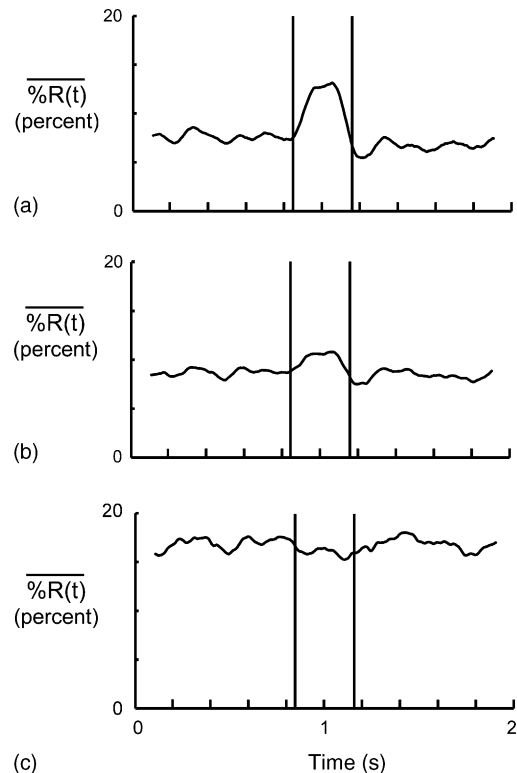 20
%R(t)
(percent)
0
(a)
20
%R(t)
(percent)
0
(b)
20
%R(t)
(percent)
0
0 1 2
(c) Time (s)